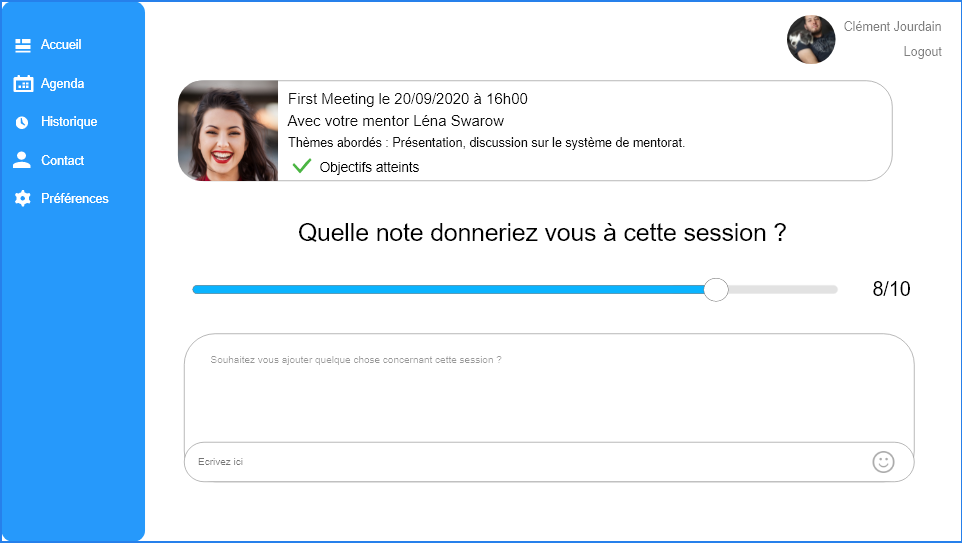 Accueil
Agenda
Historique
Contact
Préférences
Clément Jourdain
Logout
First Meeting le 20/09/2020 à 16h00
Avec votre mentor Léna Swarow
Thèmes abordés : Présentation, discussion sur le système de mentorat.
Objectifs atteints
Quelle note donneriez vous à cette session ?
8/10
Souhaitez vous ajouter quelque chose concernant cette session ?
Ecrivez ici